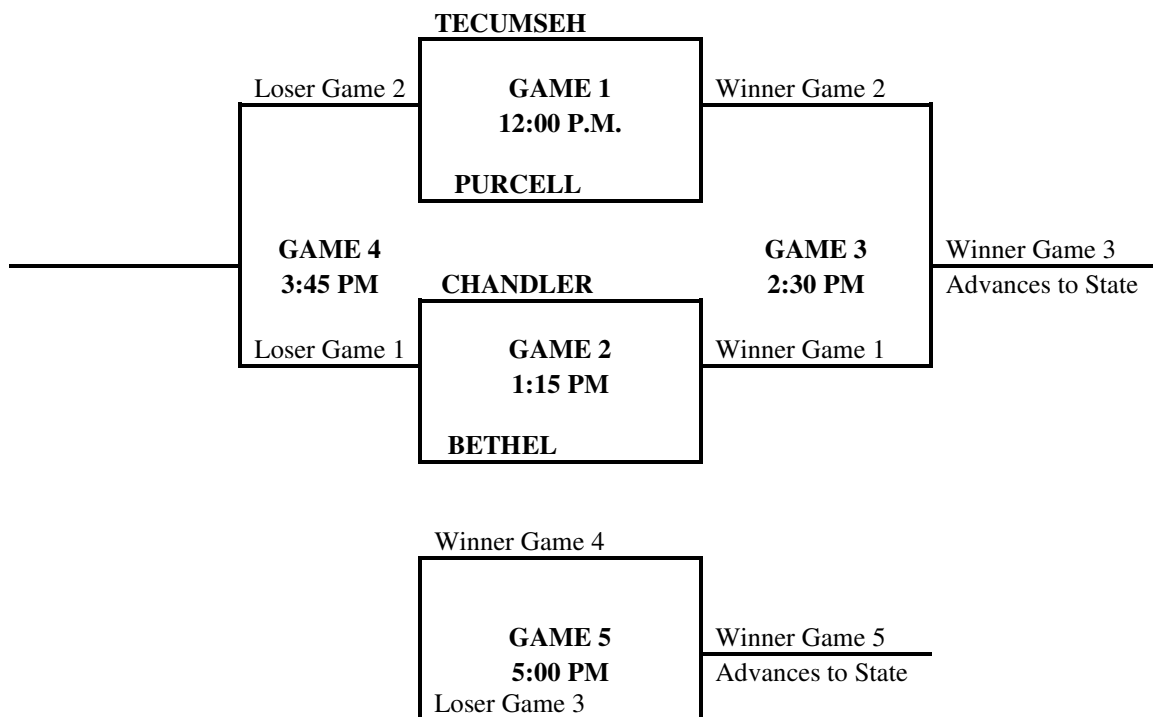 TECUMSEH
Loser Game 2
GAME 1
12:00 P.M.
Winner Game 2
PURCELL
GAME 4
3:45 PM
GAME 3
2:30 PM
Winner Game 3
Advances to State
CHANDLER
Loser Game 1
GAME 2
1:15 PM
Winner Game 1
BETHEL
Winner Game 4
GAME 5
5:00 PM
Winner Game 5
Advances to State
Loser Game 3